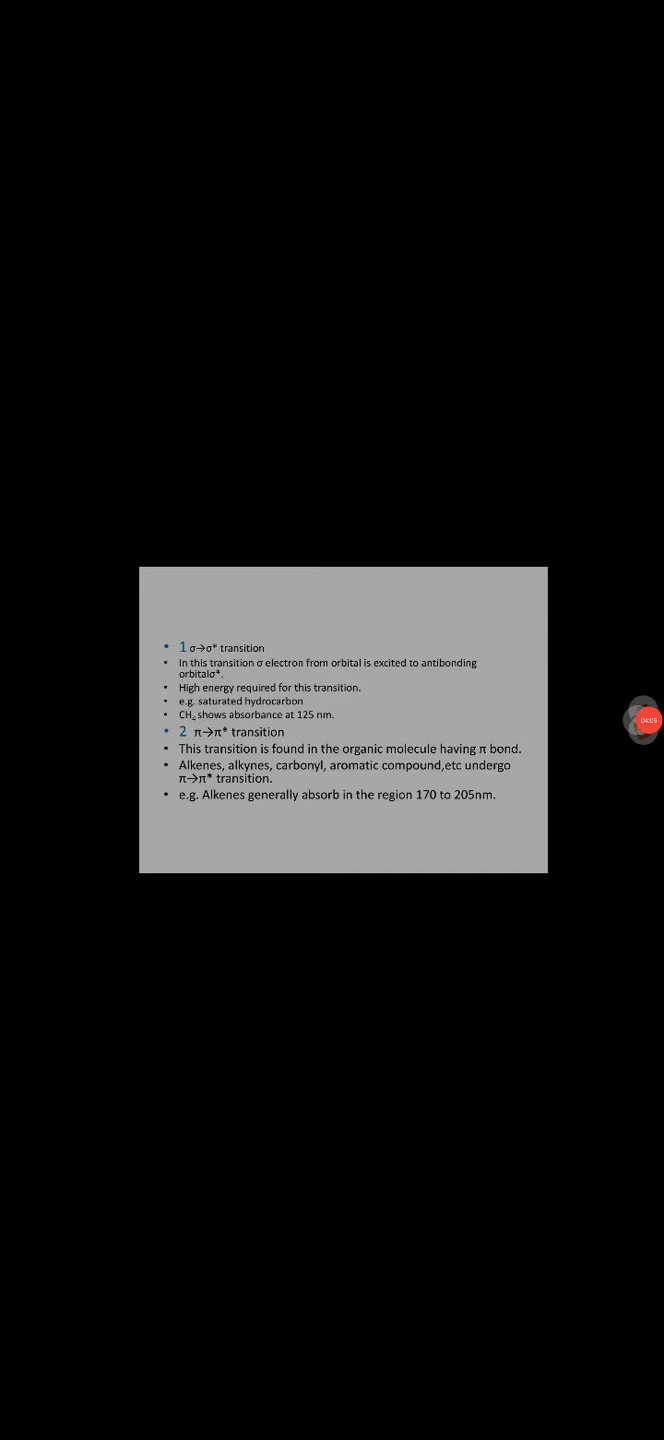 • 1 σ→σ* transition
• In this transition σ electron from orbital is excited to antibonding
orbitalσ*.
• High energy required for this transition.
• e.g. saturated hydrocarbon
• CH₄ shows absorbance at 125 nm.
• 2 π→π* transition
• This transition is found in the organic molecule having π bond.
• Alkenes, alkynes, carbonyl, aromatic compound,etc undergo
π→π* transition.
• e.g. Alkenes generally absorb in the region 170 to 205nm.
04:09